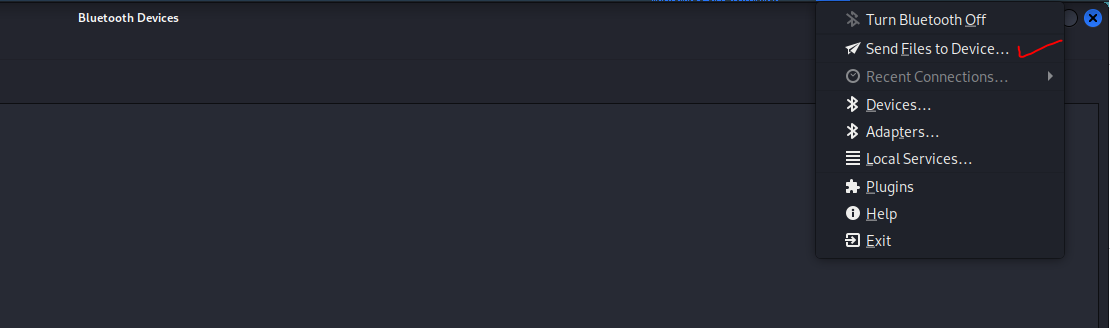 Bluetooth Devices
Turn Bluetooth Off
Send Files to Device...
Recent Connections...
Devices...
Adapters...
Local Services...
Plugins
Help
Exit